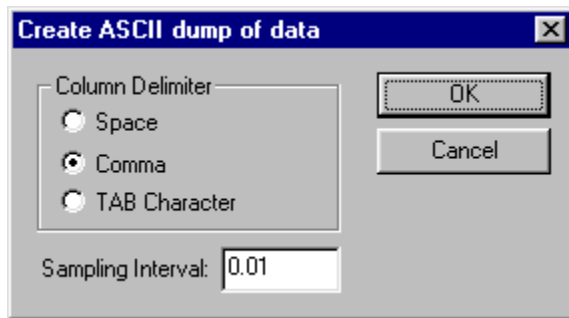 Create ASCII dump of data
Column Delimiter
Space
Comma
TAB Character
Sampling Interval: 0.01
OK
Cancel